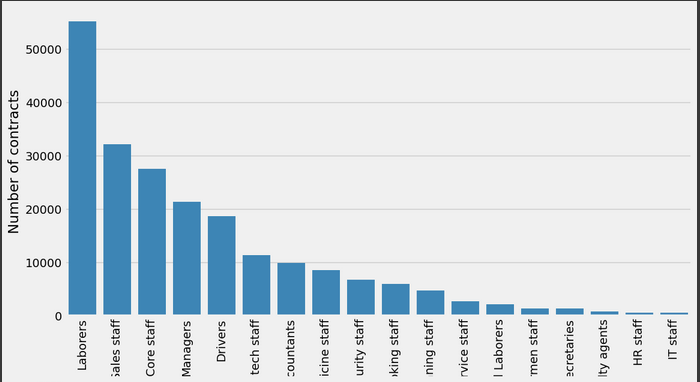 Number of contracts
50000
40000
30000
20000
10000
0
Laborers
ales staff
Core staff
Managers
Drivers
tech staff
countants
icine staff
urity staff
king staff
ning staff
rvice staff
l Laborers
men staff
ecretaries
lty agents
HR staff
IT staff